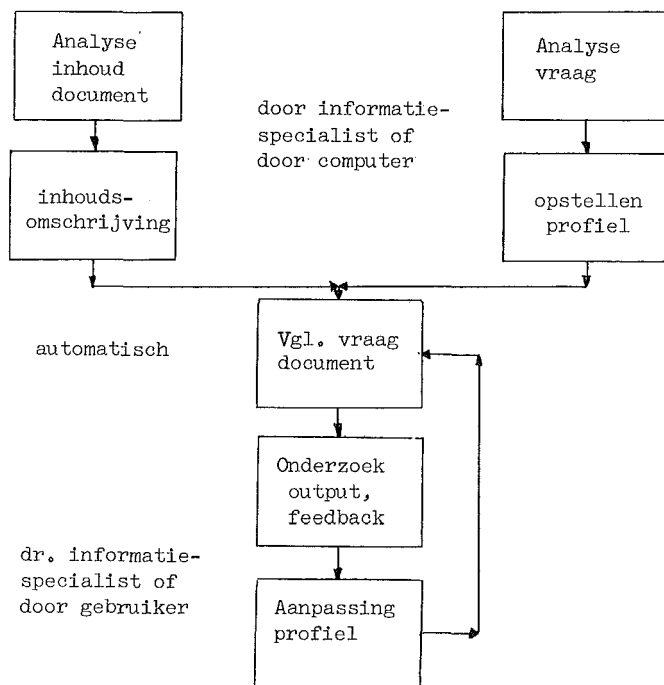 Analyse
inhoud
document
Analyse
vraag
door informatie-
specialist of
door computer
inhouds-
omschrijving
opstellen
profiel
automatisch
Vgl. vraag
document
Onderzoek
output,
feedback
dr. informatie-
specialist of
door gebruiker
Aanpassing
profiel